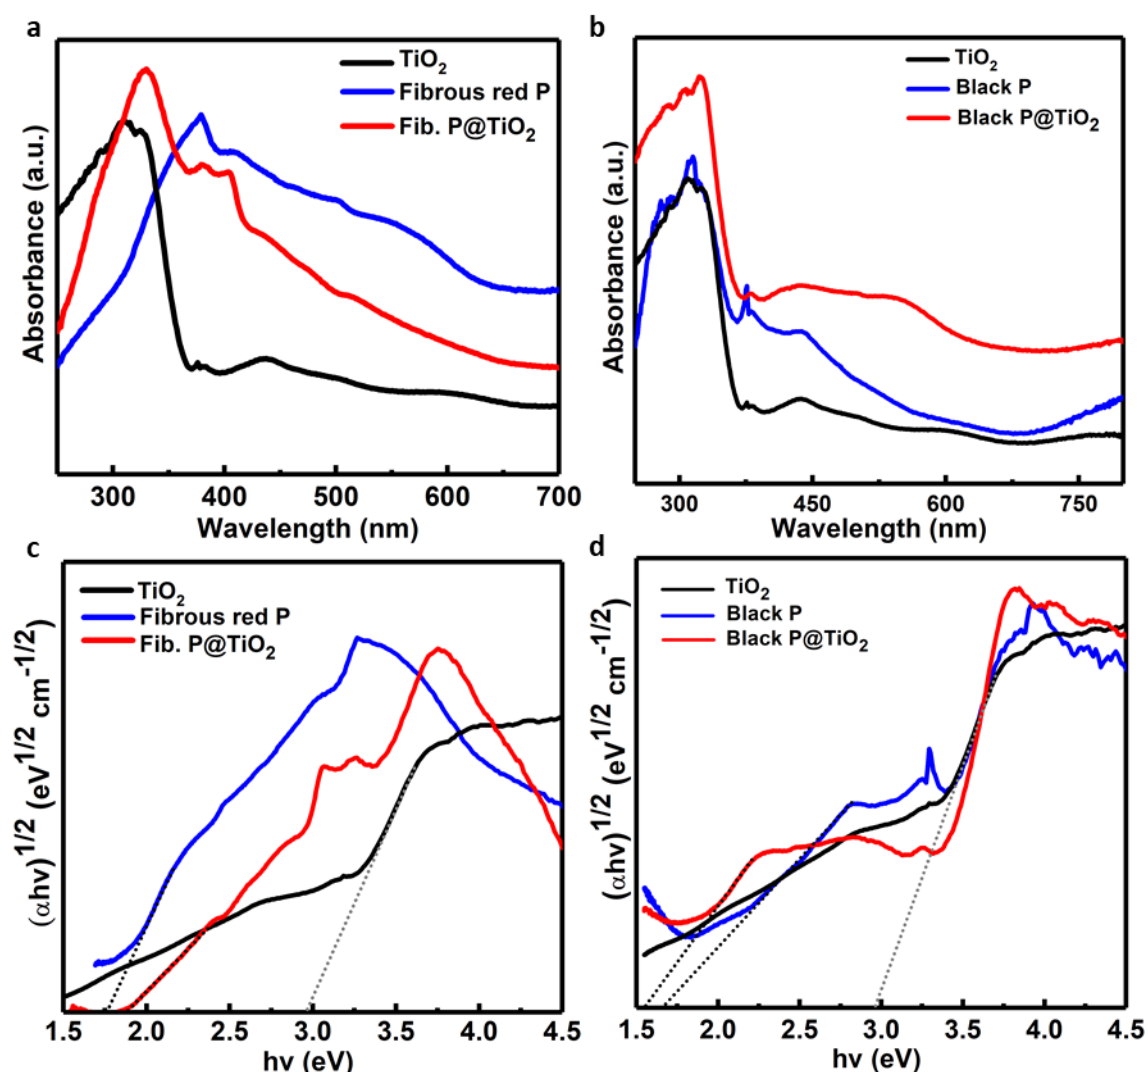 a
TiO2
Fibrous red P
Fib. P@TiO2
Absorbance (a.u.)
300 400 500 600 700
Wavelength (nm)
b
TiO2
Black P
Black P@TiO2
Absorbance (a.u.)
300 450 600 750
Wavelength (nm)
c
TiO2
Fibrous red P
Fib. P@TiO2
(αhν)1/2 (eV1/2 cm-1/2)
1.5 2.0 2.5 3.0 3.5 4.0 4.5
hν (eV)
d
TiO2
Black P
Black P@TiO2
(αhν)1/2 (eV1/2 cm-1/2)
1.5 2.0 2.5 3.0 3.5 4.0 4.5
hν (eV)